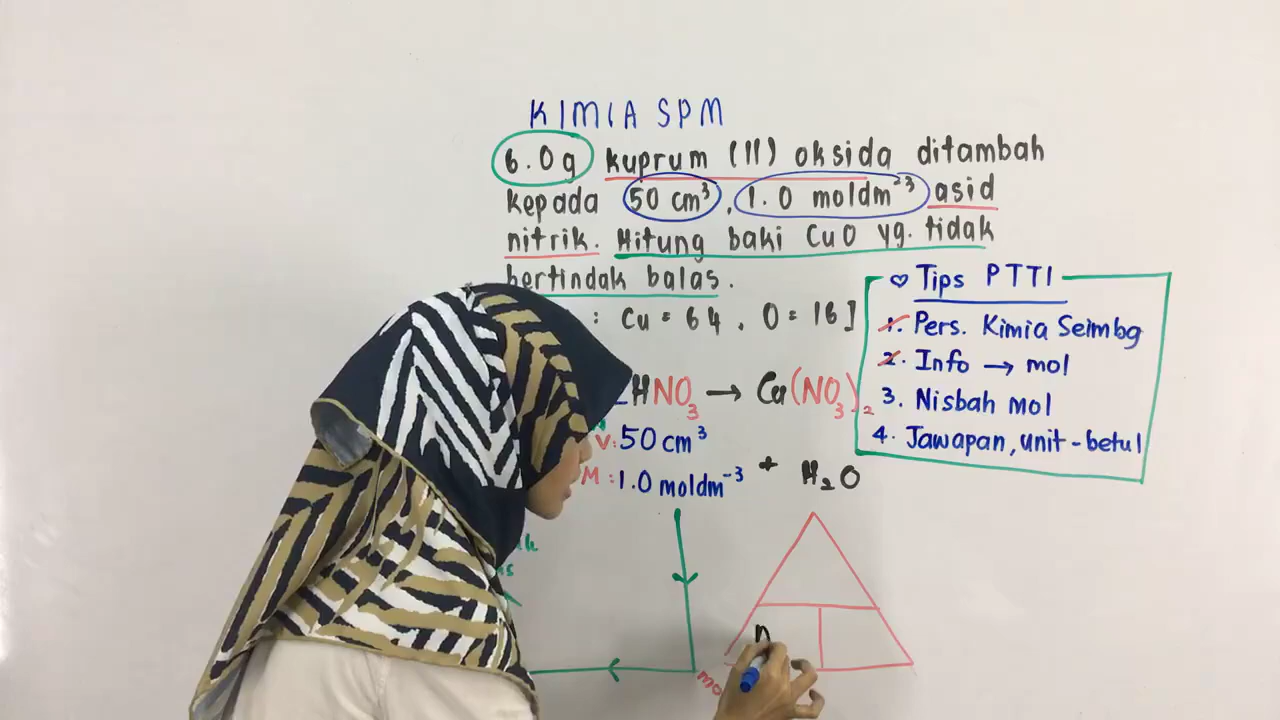 KIMIA SPM
6.0g kuprum (II) oksida ditambah
kepada 50 cm³, 1.0 moldm⁻³ asid
nitrik. Hitung baki CuO yg. tidak
bertindak balas.
: Cu = 64, O = 16]
♡ Tips PTTI
1. Pers. Kimia Seimbg
2. Info → mol
3. Nisbah mol
4. Jawapan, unit - betul
HNO₃ → Cu(NO₃)₂
+ H₂O
V: 50 cm³
M: 1.0 moldm⁻³
n